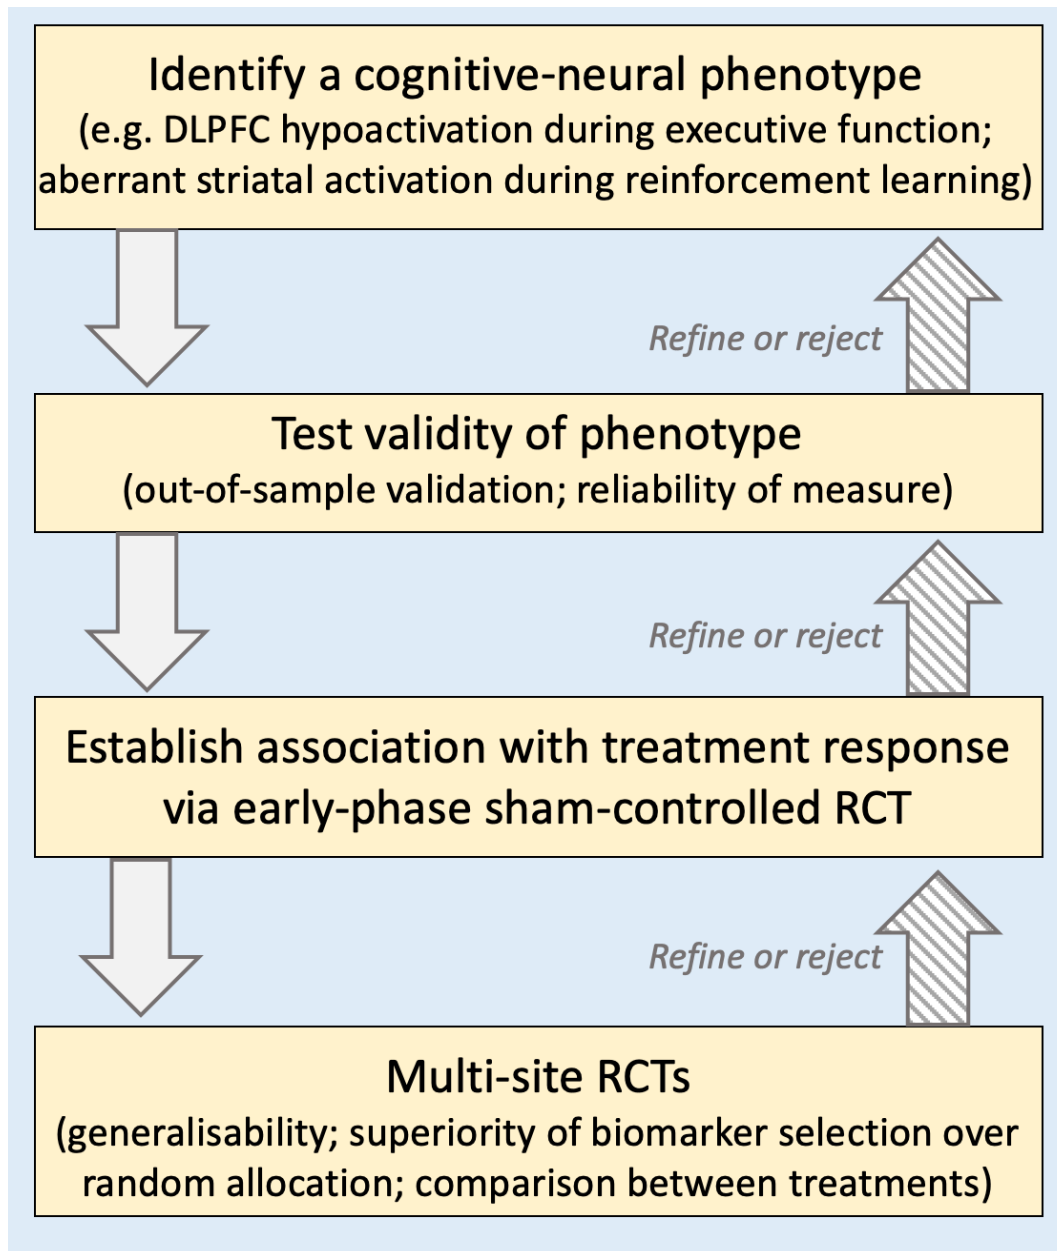 Identify a cognitive-neural phenotype
(e.g. DLPFC hypoactivation during executive function;
aberrant striatal activation during reinforcement learning)
Refine or reject
Test validity of phenotype
(out-of-sample validation; reliability of measure)
Refine or reject
Establish association with treatment response
via early-phase sham-controlled RCT
Refine or reject
Multi-site RCTs
(generalisability; superiority of biomarker selection over
random allocation; comparison between treatments)